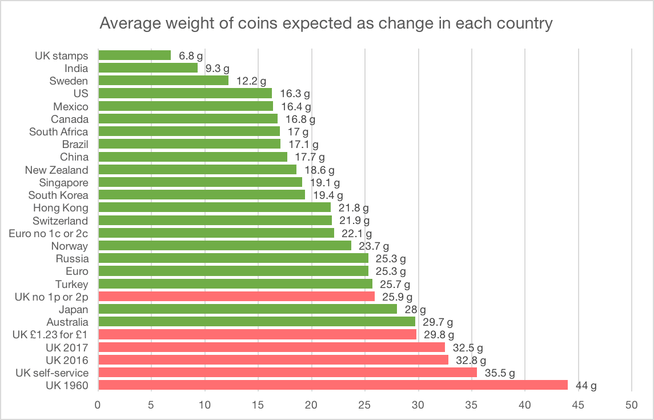 Average weight of coins expected as change in each country
UK stamps 6.8 g
India 9.3 g
Sweden 12.2 g
US 16.3 g
Mexico 16.4 g
Canada 16.8 g
South Africa 17 g
Brazil 17.1 g
China 17.7 g
New Zealand 18.6 g
Singapore 19.1 g
South Korea 19.4 g
Hong Kong 21.8 g
Switzerland 21.9 g
Euro no 1c or 2c 22.1 g
Norway 23.7 g
Russia 25.3 g
Euro 25.3 g
Turkey 25.7 g
UK no 1p or 2p 25.9 g
Japan 28 g
Australia 29.7 g
UK £1.23 for £1 29.8 g
UK 2017 32.5 g
UK 2016 32.8 g
UK self-service 35.5 g
UK 1960 44 g
0 5 10 15 20 25 30 35 40 45 50